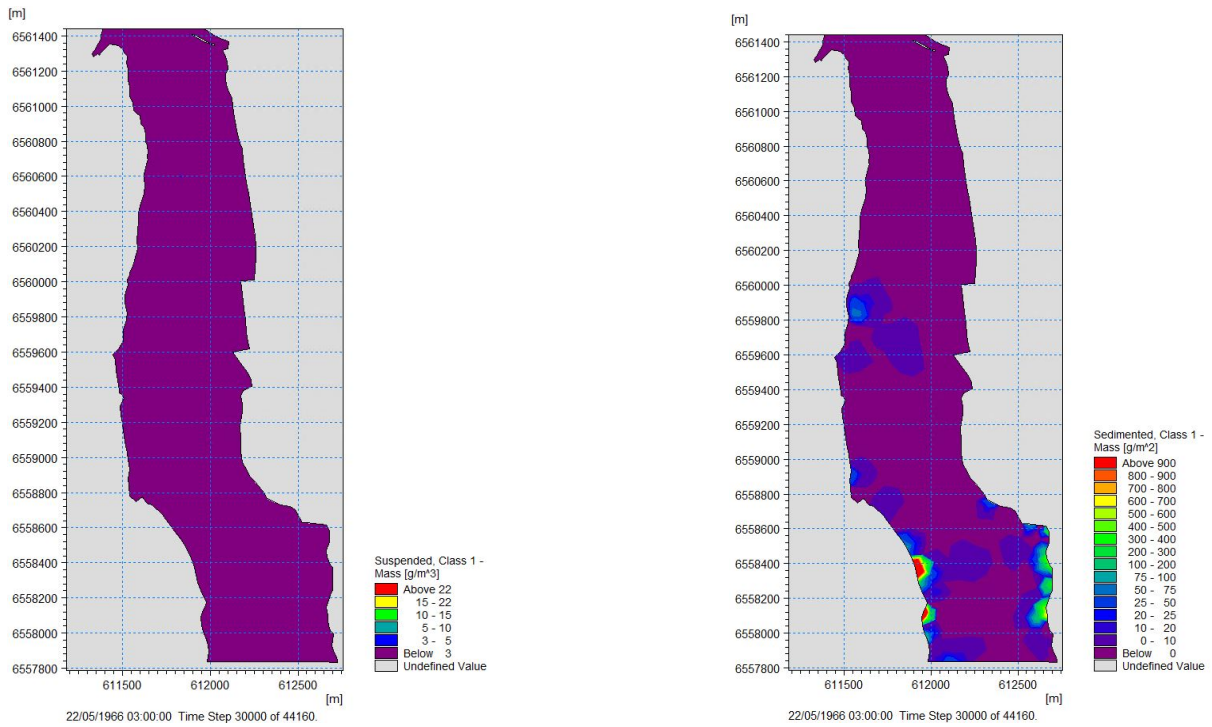 [m]
6561400
6561200
6561000
6560800
6560600
6560400
6560200
6560000
6559800
6559600
6559400
6559200
6559000
6558800
6558600
6558400
6558200
6558000
6557800
611500 612000 612500
[m]
22/05/1966 03:00:00 Time Step 30000 of 44160.
Suspended, Class 1 -
Mass [g/m^3]
Above 22
15 - 22
10 - 15
5 - 10
3 - 5
Below 3
Undefined Value
[m]
6561400
6561200
6561000
6560800
6560600
6560400
6560200
6560000
6559800
6559600
6559400
6559200
6559000
6558800
6558600
6558400
6558200
6558000
6557800
611500 612000 612500
[m]
22/05/1966 03:00:00 Time Step 30000 of 44160.
Sedimented, Class 1 -
Mass [g/m^2]
Above 900
800 - 900
700 - 800
600 - 700
500 - 600
400 - 500
300 - 400
200 - 300
100 - 200
75 - 100
50 - 75
25 - 50
20 - 25
10 - 20
0 - 10
Below 0
Undefined Value